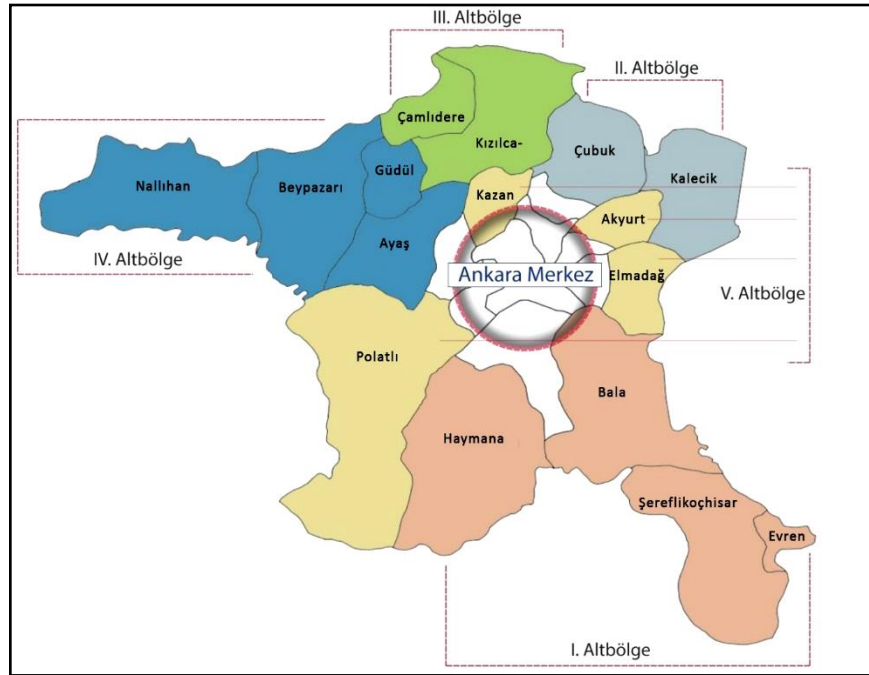 III. Altbölge
II. Altbölge
Çamlıdere
Kızılca-
Çubuk
Güdül
Kalecik
Nallıhan
Beypazarı
Kazan
Akyurt
Ayaş
IV. Altbölge
Ankara Merkez
Elmadağ
V. Altbölge
Polatlı
Bala
Haymana
Şereflikoçhisar
Evren
I. Altbölge